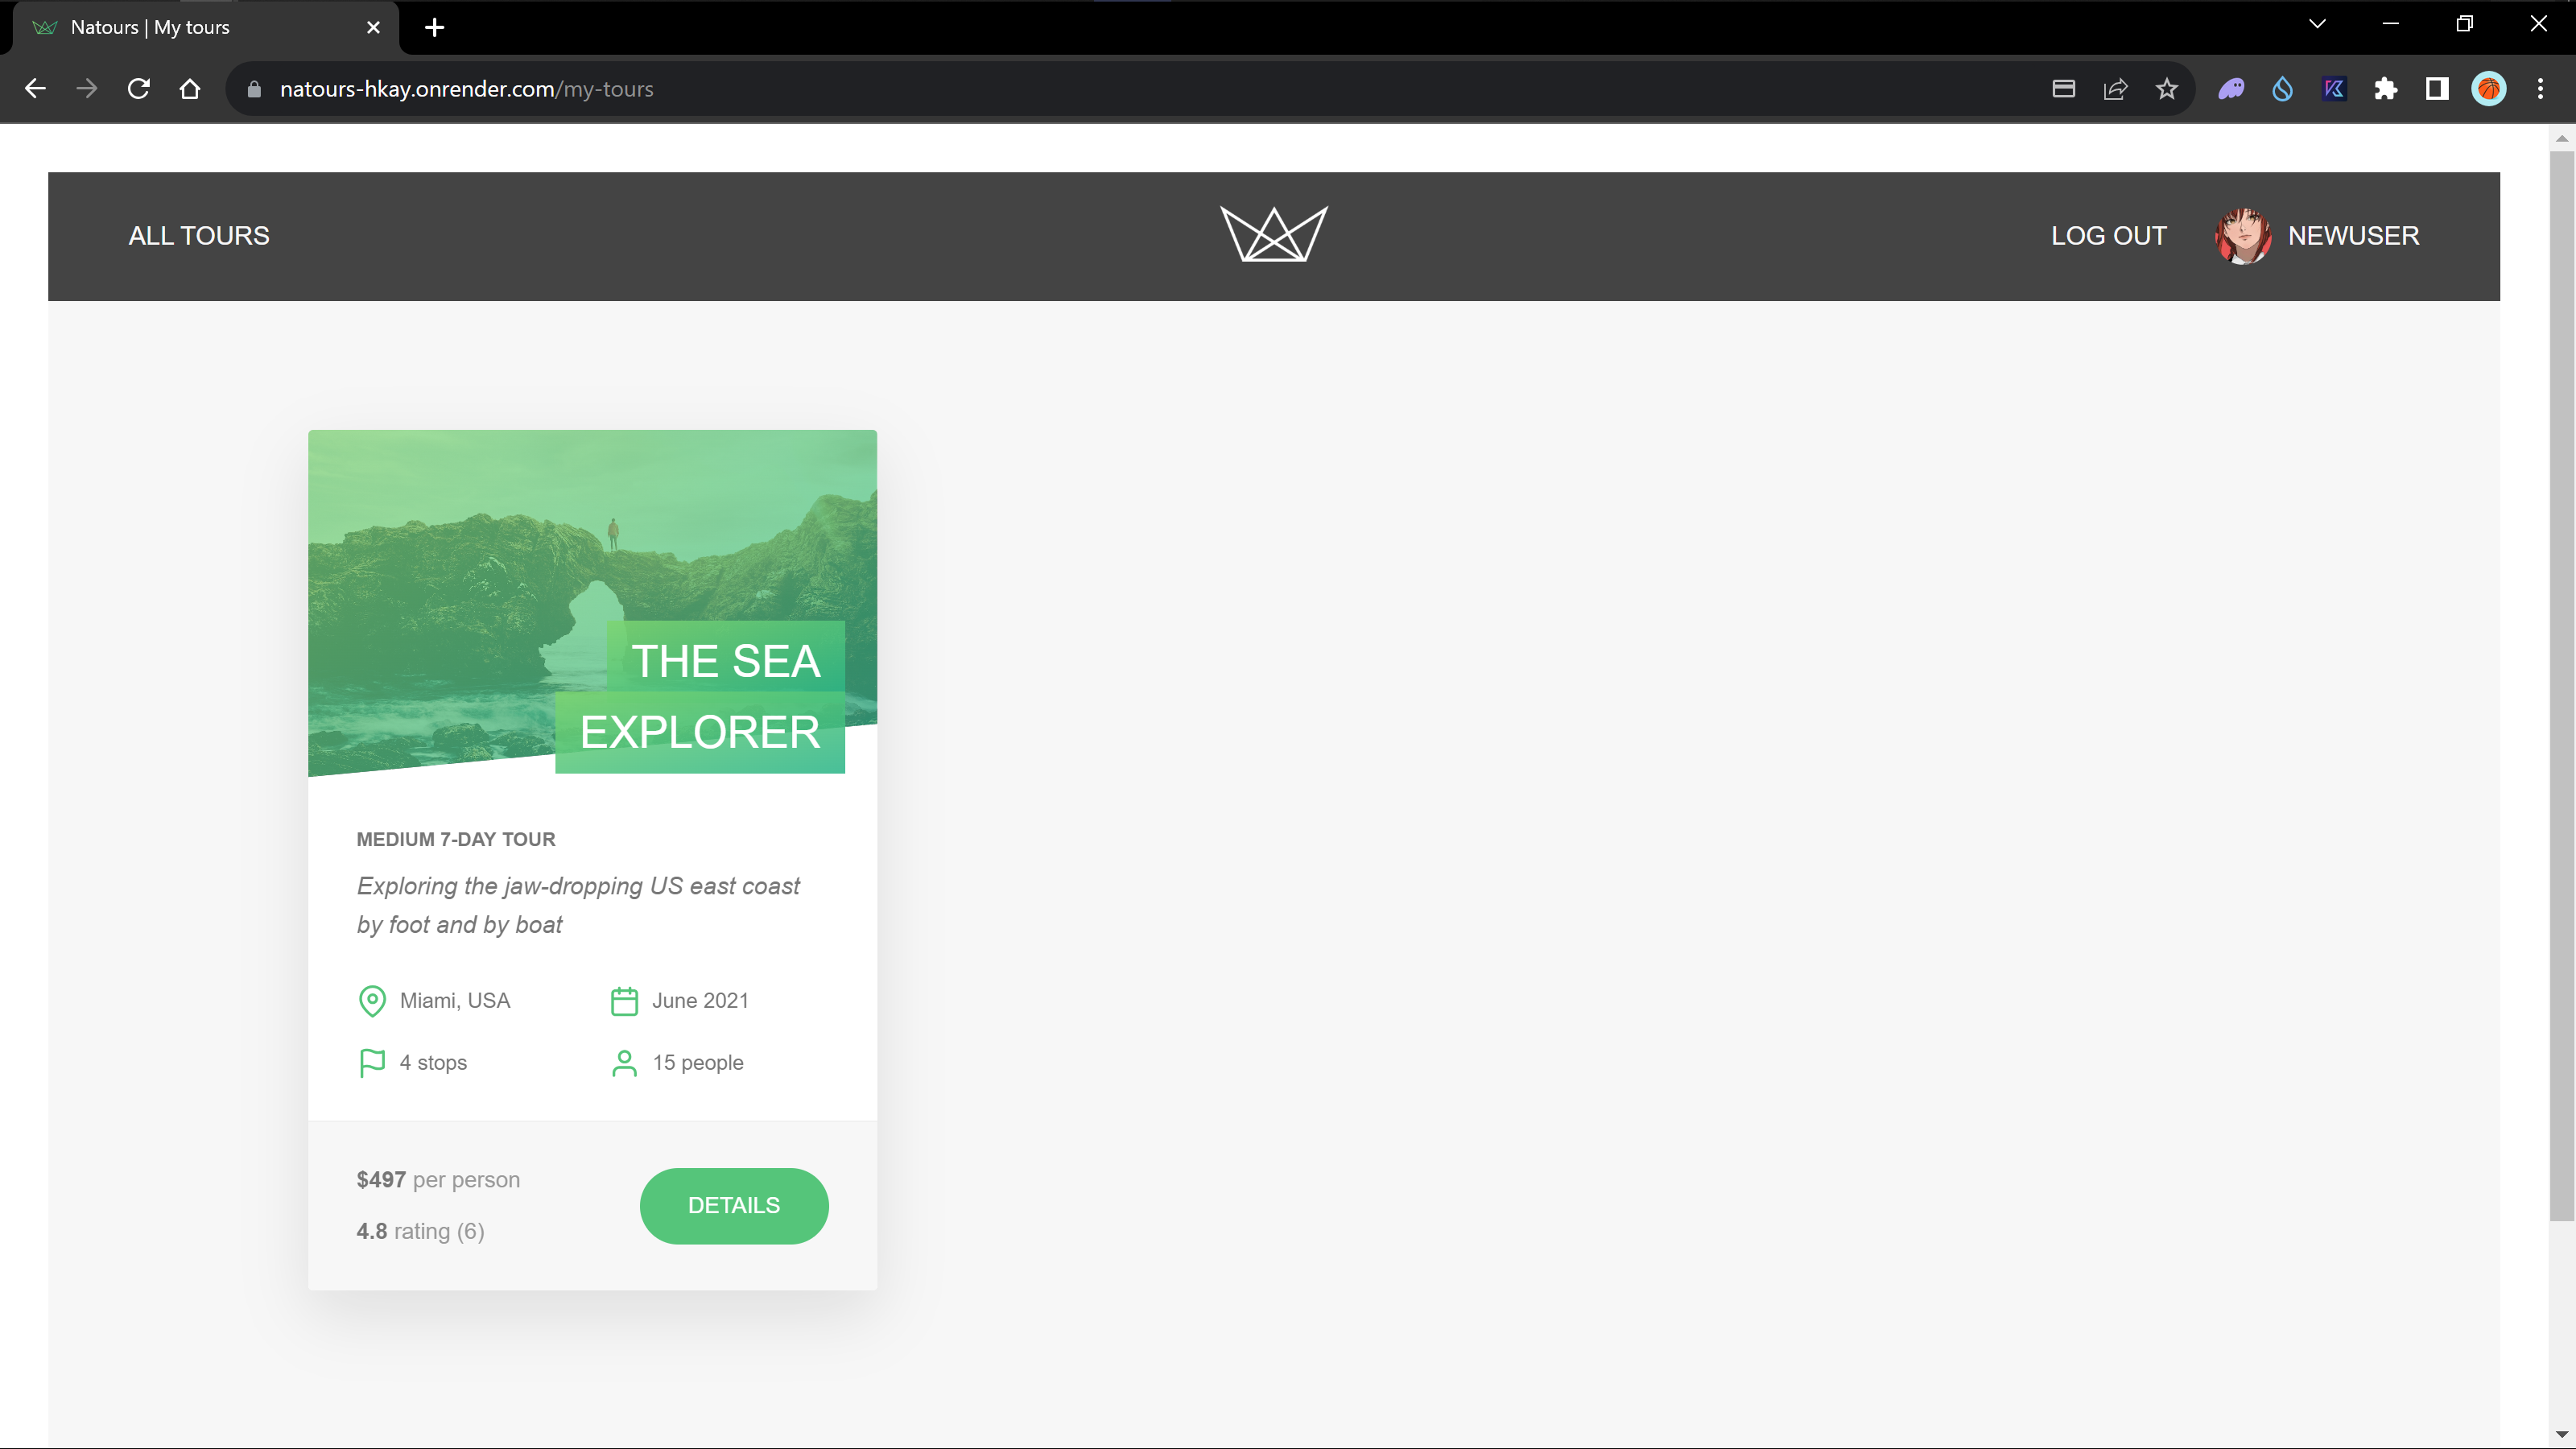 Natours | My tours
natours-hkay.onrender.com/my-tours
ALL TOURS
LOG OUT
NEWUSER
THE SEA
EXPLORER
MEDIUM 7-DAY TOUR
Exploring the jaw-dropping US east coast
by foot and by boat
Miami, USA
June 2021
4 stops
15 people
$497 per person
4.8 rating (6)
DETAILS